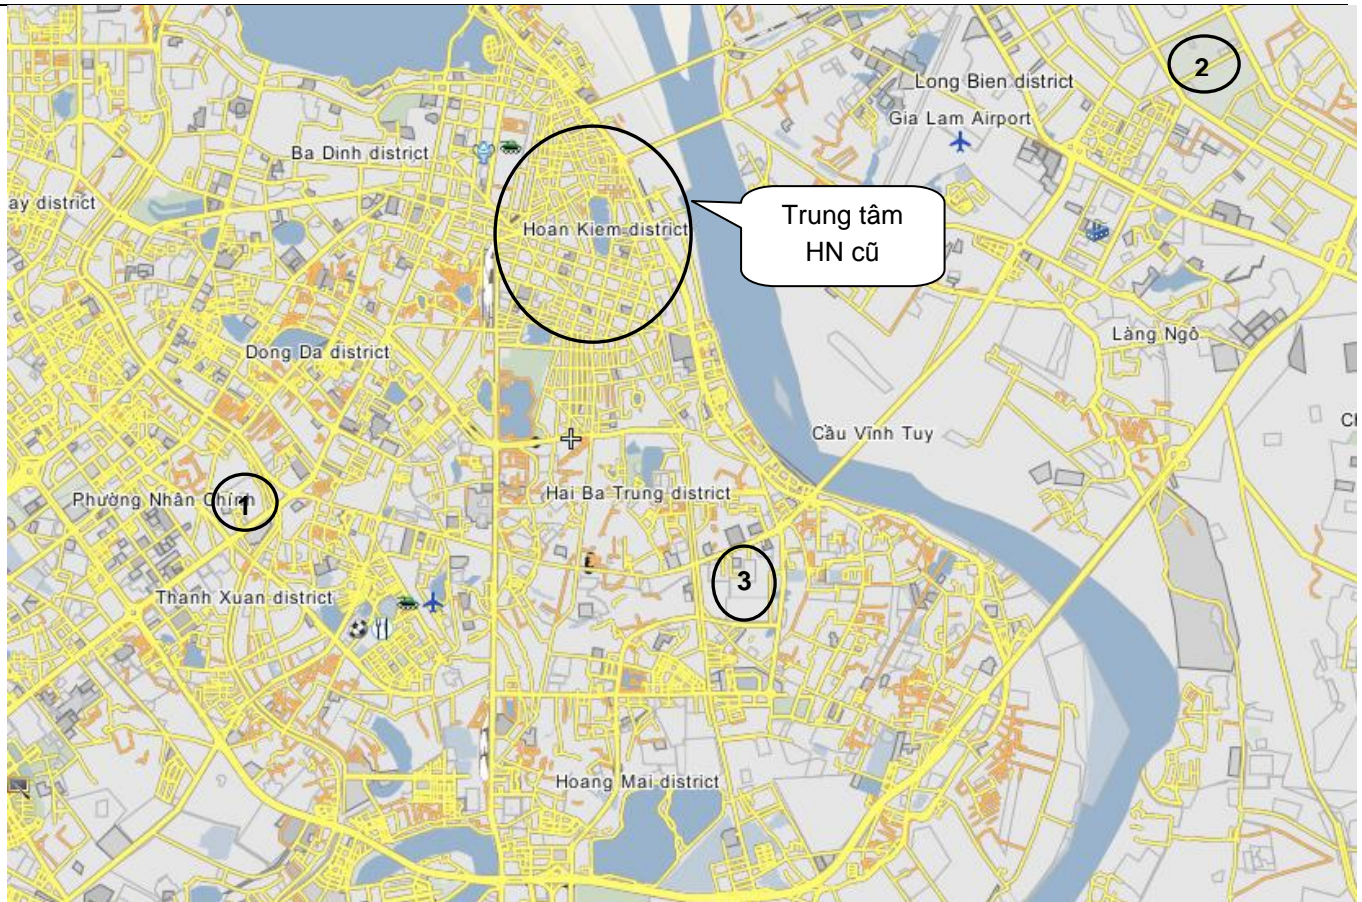 2
Long Bien district
Gia Lam Airport
Ba Dinh district
ay district
Trung tâm
HN cũ
Hoan Kiem district
Làng Ngô
Dong Da district
Cầu Vĩnh Tuy
Phường Nhân Chính
1
Hai Ba Trung district
3
Thanh Xuan district
Hoang Mai district